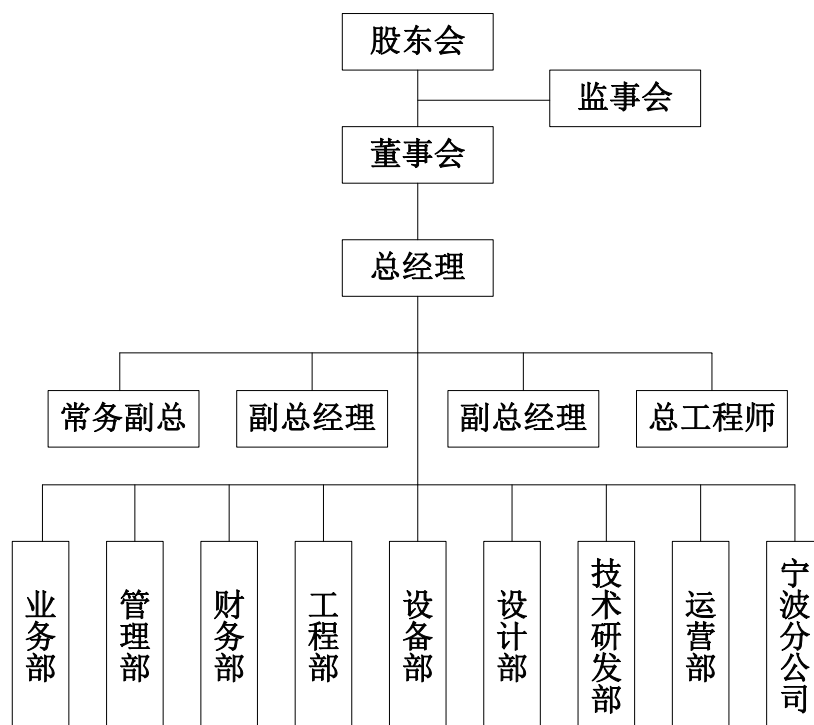 股东会
监事会
董事会
总经理
常务副总
副总经理
副总经理
总工程师
业务部
管理部
财务部
工程部
设备部
设计部
技术研发部
运营部
宁波分公司